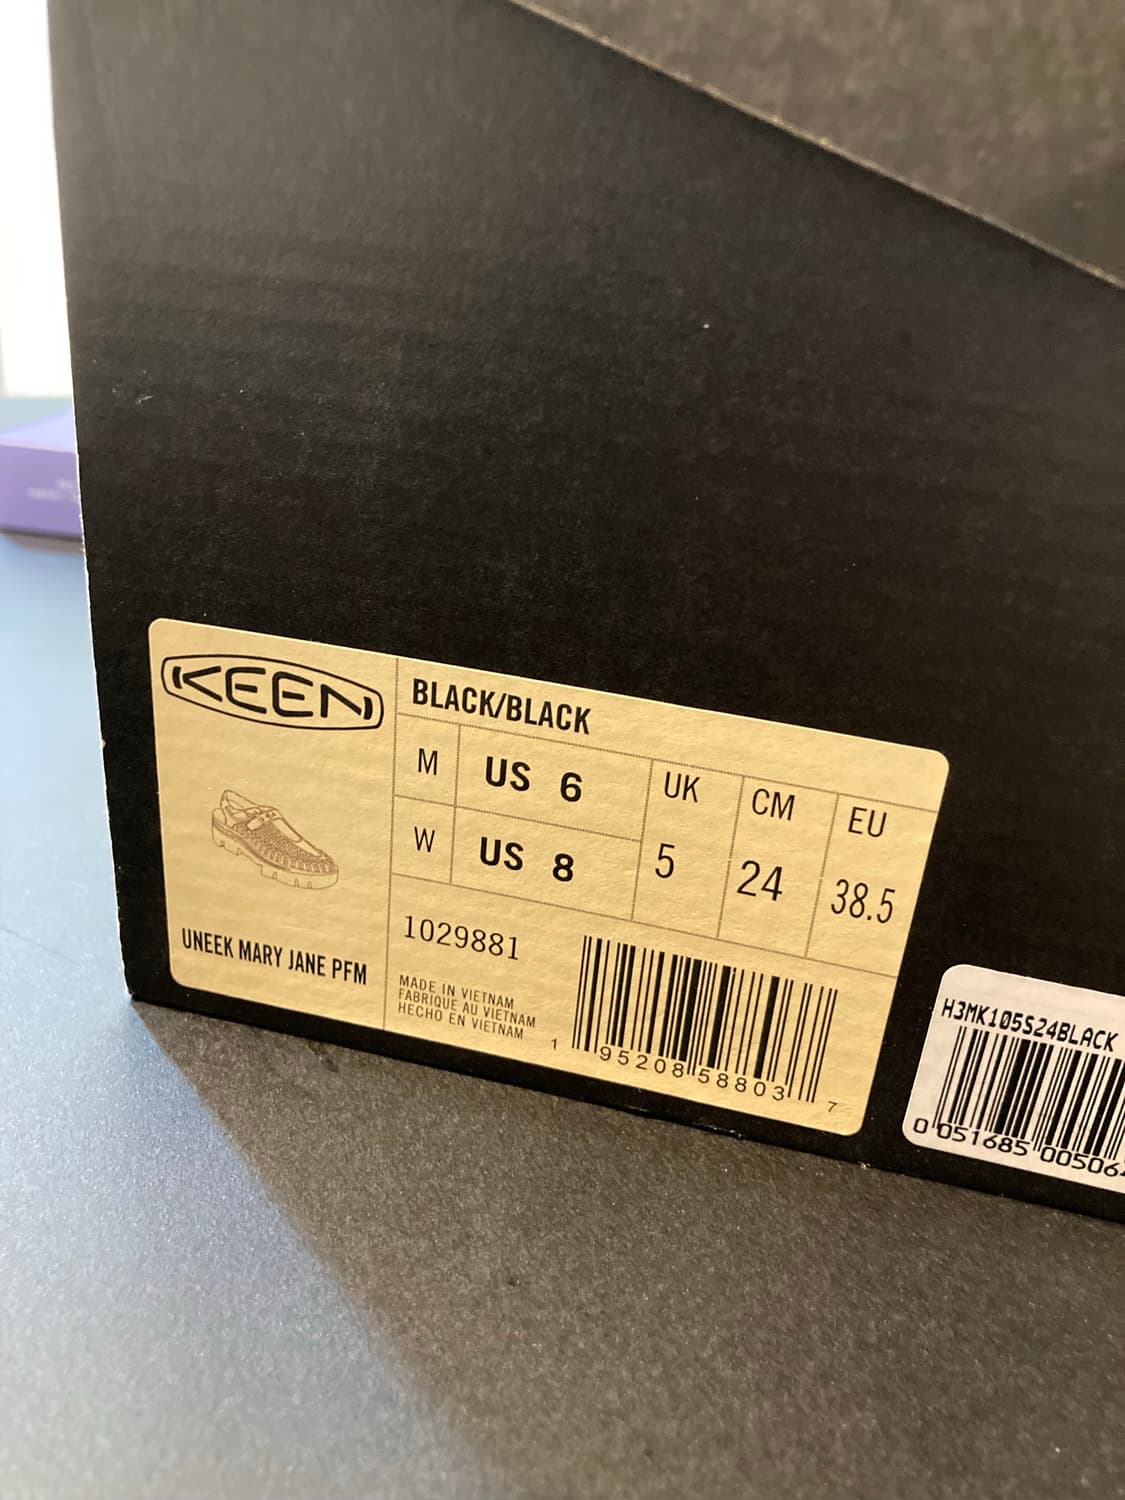 KEEN
BLACK/BLACK
M US 6 UK CM EU
W US 8 5 24 38.5
UNEEK MARY JANE PFM
1029881
MADE IN VIETNAM
FABRIQUE AU VIETNAM
HECHO EN VIETNAM
1 95208 58803 7
H3MK105S24BLACK
0 051685 00506